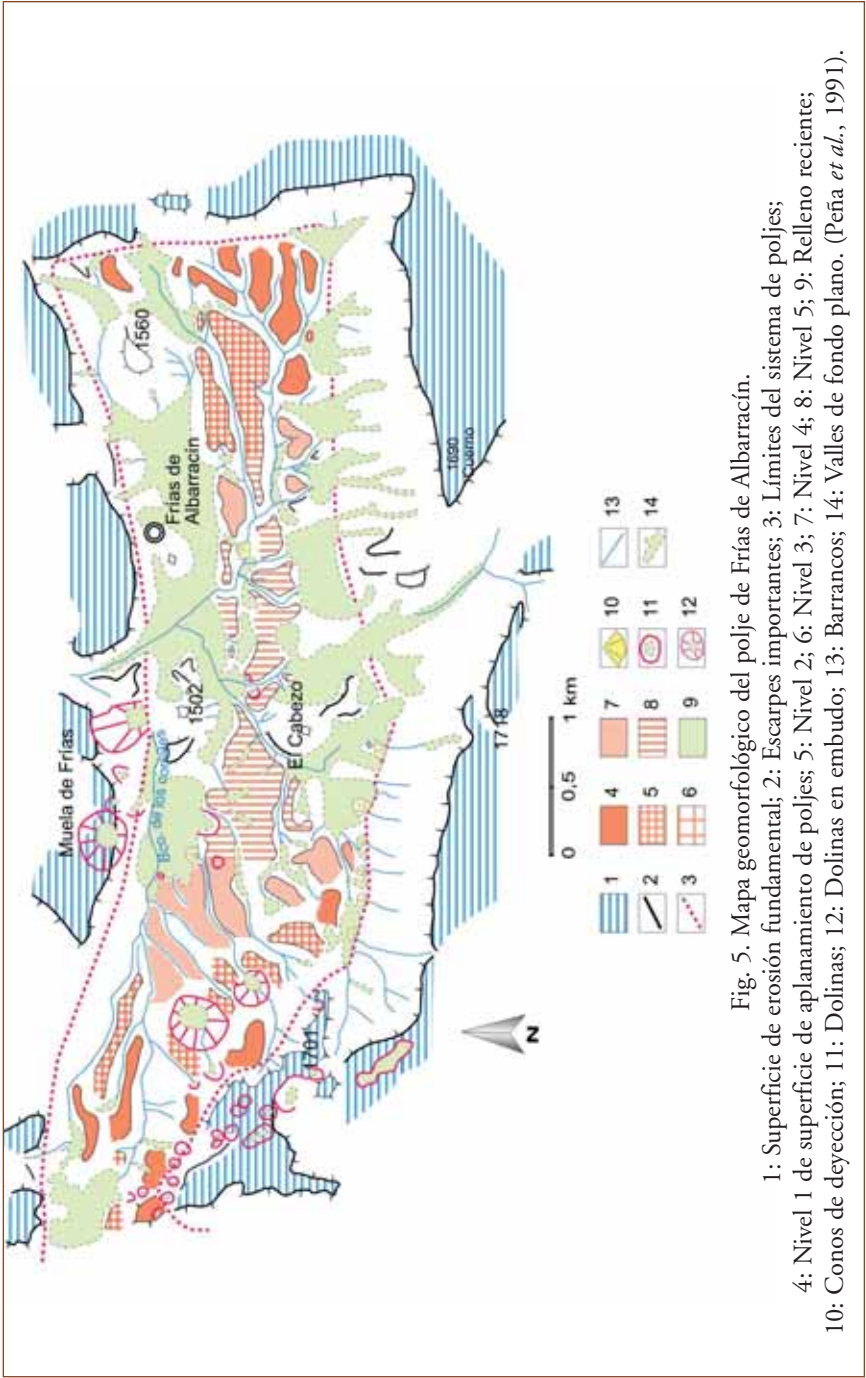 Muela de Frías
Bco. de los corrales
1502
Frías de
Albarracín
1560
El Cabezo
1701
1718
1690
Cuerno
N
0 0,5 1 km
1 4 7 10 13
2 5 8 11 14
3 6 9 12
Fig. 5. Mapa geomorfológico del polje de Frías de Albarracín.
1: Superficie de erosión fundamental; 2: Escarpes importantes; 3: Límites del sistema de poljes;
4: Nivel 1 de superficie de aplanamiento de poljes; 5: Nivel 2; 6: Nivel 3; 7: Nivel 4; 8: Nivel 5; 9: Relleno reciente;
10: Conos de deyección; 11: Dolinas; 12: Dolinas en embudo; 13: Barrancos; 14: Valles de fondo plano. (Peña et al., 1991).